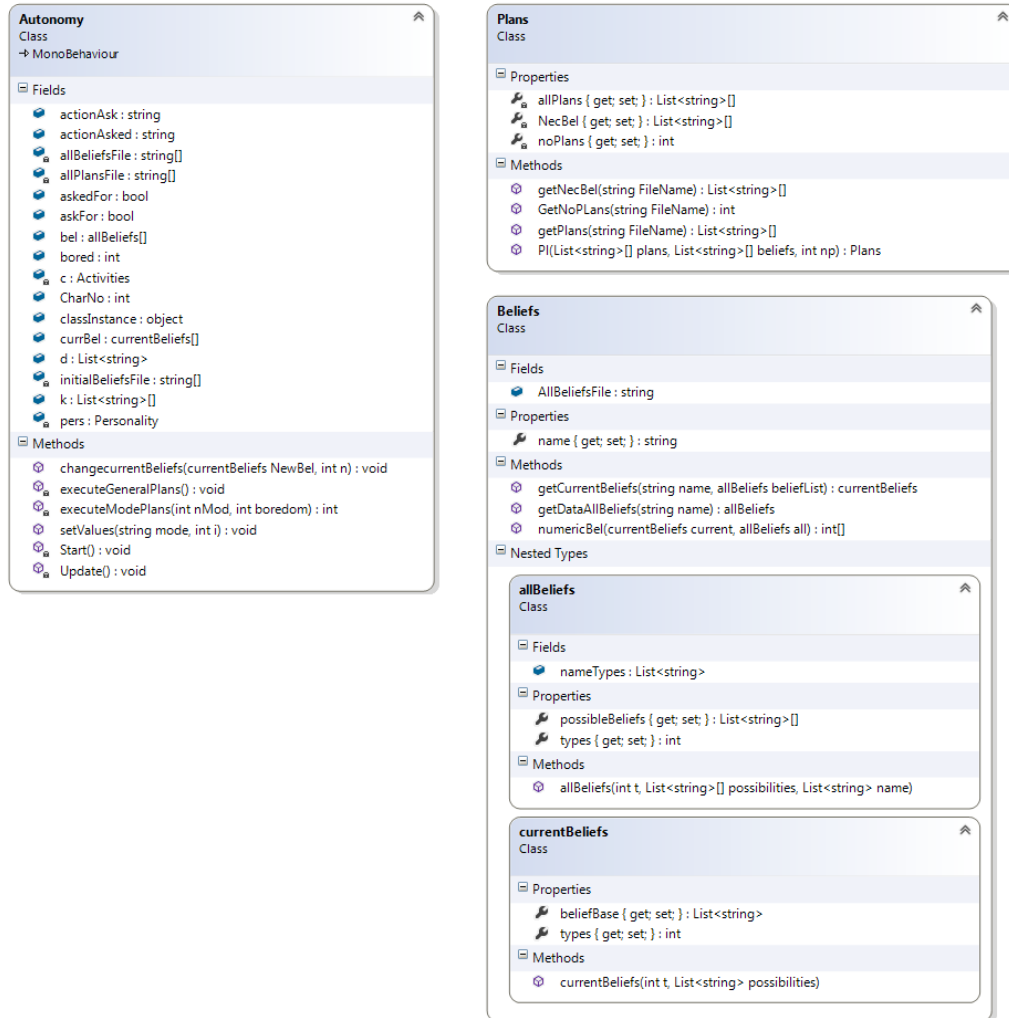 Autonomy
Class
MonoBehaviour
Fields
actionAsk : string
actionAsked : string
allBeliefsFile : string[]
allPlansFile : string[]
askedFor : bool
askFor : bool
bel : allBeliefs[]
bored : int
c : Activities
CharNo : int
classInstance : object
currBel : currentBeliefs[]
d : List<string>
initialBeliefsFile : string[]
k : List<string>[]
pers : Personality
Methods
changecurrentBeliefs(currentBeliefs NewBel, int n) : void
executeGeneralPlans() : void
executeModePlans(int nMod, int boredom) : int
setValues(string mode, int i) : void
Start() : void
Update() : void
Plans
Class
Properties
allPlans { get; set; } : List<string>[]
NecBel { get; set; } : List<string>[]
noPlans { get; set; } : int
Methods
getNecBel(string FileName) : List<string>[]
GetNoPLans(string FileName) : int
getPlans(string FileName) : List<string>[]
Pl(List<string>[] plans, List<string>[] beliefs, int np) : Plans
Beliefs
Class
Fields
AllBeliefsFile : string
Properties
name { get; set; } : string
Methods
getCurrentBeliefs(string name, allBeliefs beliefList) : currentBeliefs
getDataAllBeliefs(string name) : allBeliefs
numericBel(currentBeliefs current, allBeliefs all) : int[]
Nested Types
allBeliefs
Class
Fields
nameTypes : List<string>
Properties
possibleBeliefs { get; set; } : List<string>[]
types { get; set; } : int
Methods
allBeliefs(int t, List<string>[] possibilities, List<string> name)
currentBeliefs
Class
Properties
beliefBase { get; set; } : List<string>
types { get; set; } : int
Methods
currentBeliefs(int t, List<string> possibilities)